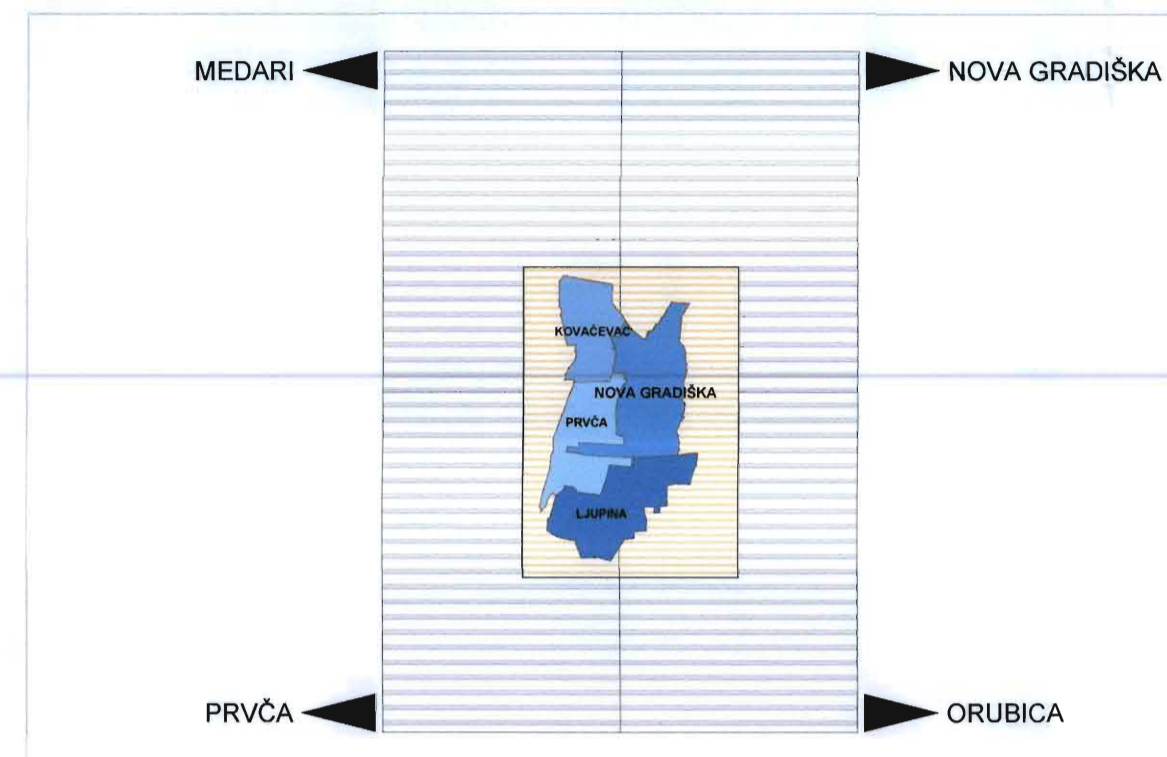 MEDARI
NOVA GRADIŠKA
KOVAČEVAC
NOVA GRADIŠKA
PRVČA
LJUPINA
PRVČA
ORUBICA